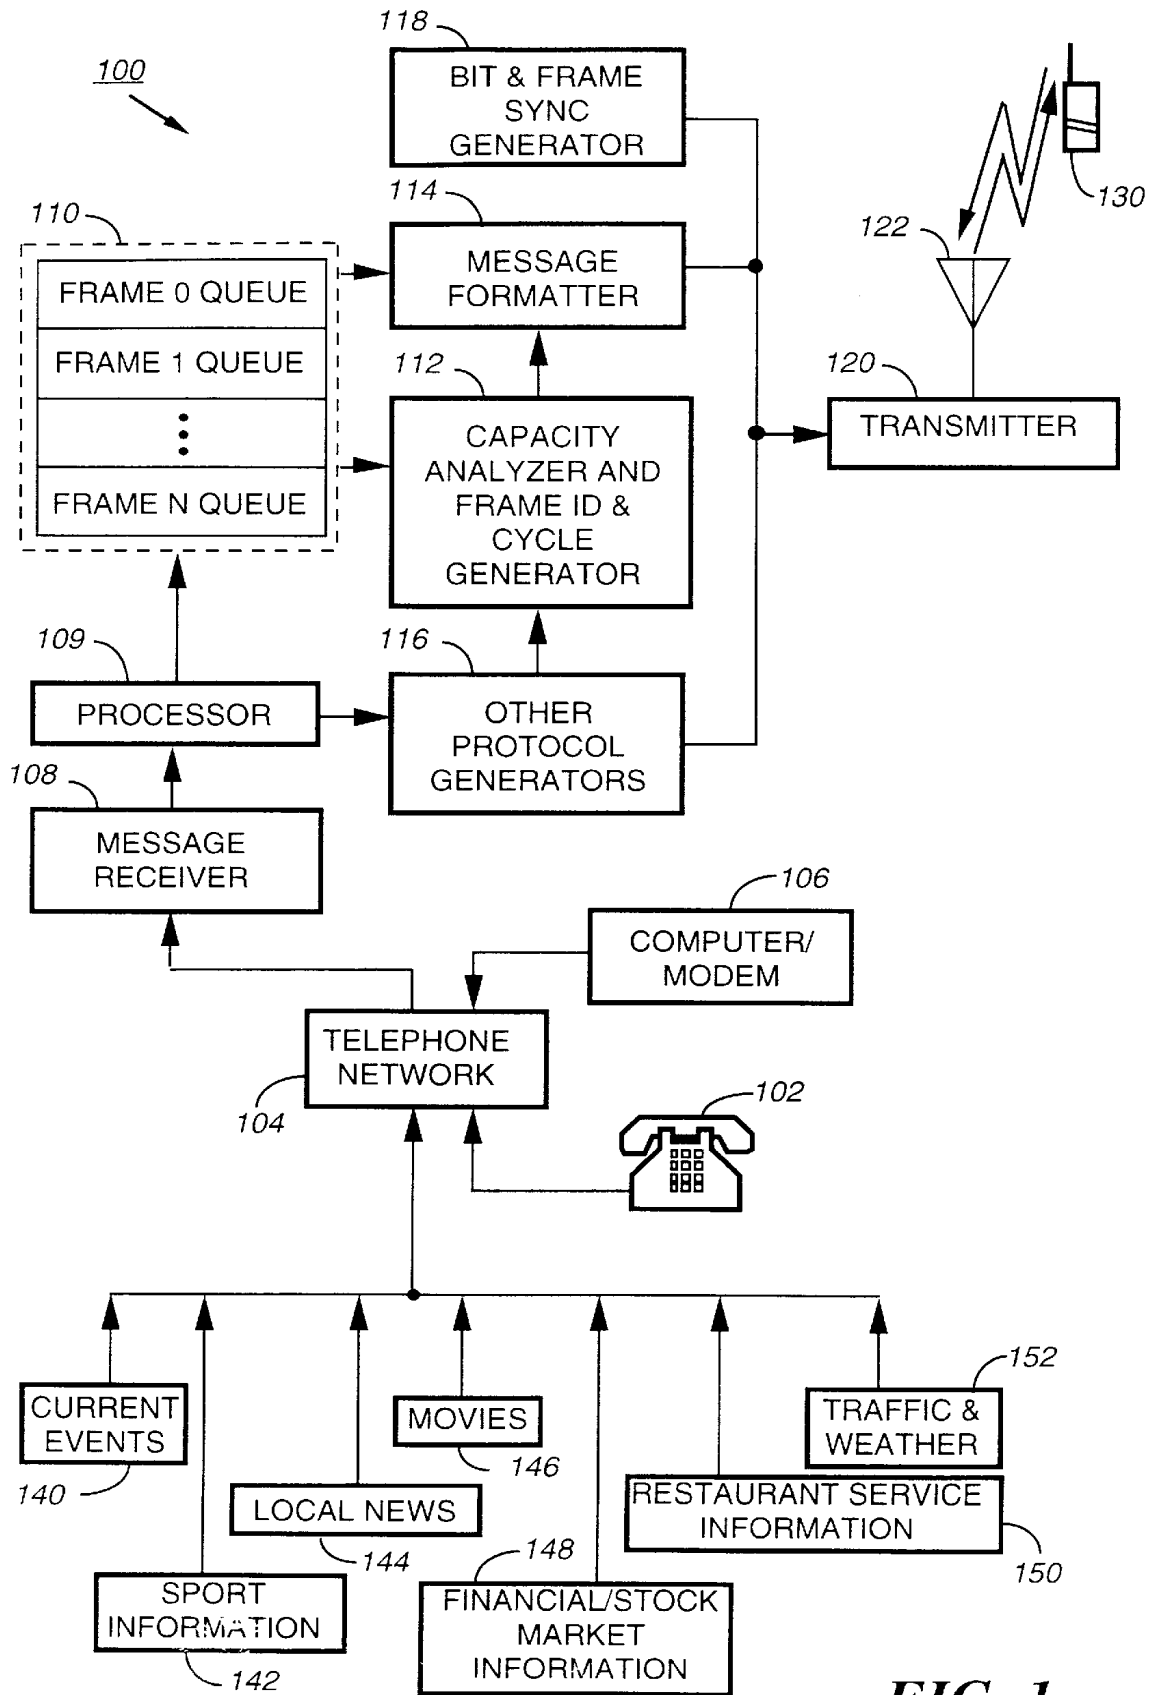 118
100
BIT & FRAME
SYNC
GENERATOR
130
114
110
122
MESSAGE
FORMATTER
FRAME 0 QUEUE
FRAME 1 QUEUE
FRAME N QUEUE
112
120
CAPACITY
ANALYZER AND
FRAME ID &
CYCLE
GENERATOR
TRANSMITTER
109
116
PROCESSOR
OTHER
PROTOCOL
GENERATORS
108
MESSAGE
RECEIVER
106
COMPUTER/
MODEM
TELEPHONE
NETWORK
104
102
152
CURRENT
EVENTS
140
MOVIES
146
TRAFFIC &
WEATHER
LOCAL NEWS
144
RESTAURANT SERVICE
INFORMATION
150
148
SPORT
INFORMATION
142
FINANCIAL/STOCK
MARKET
INFORMATION
FIG. 1